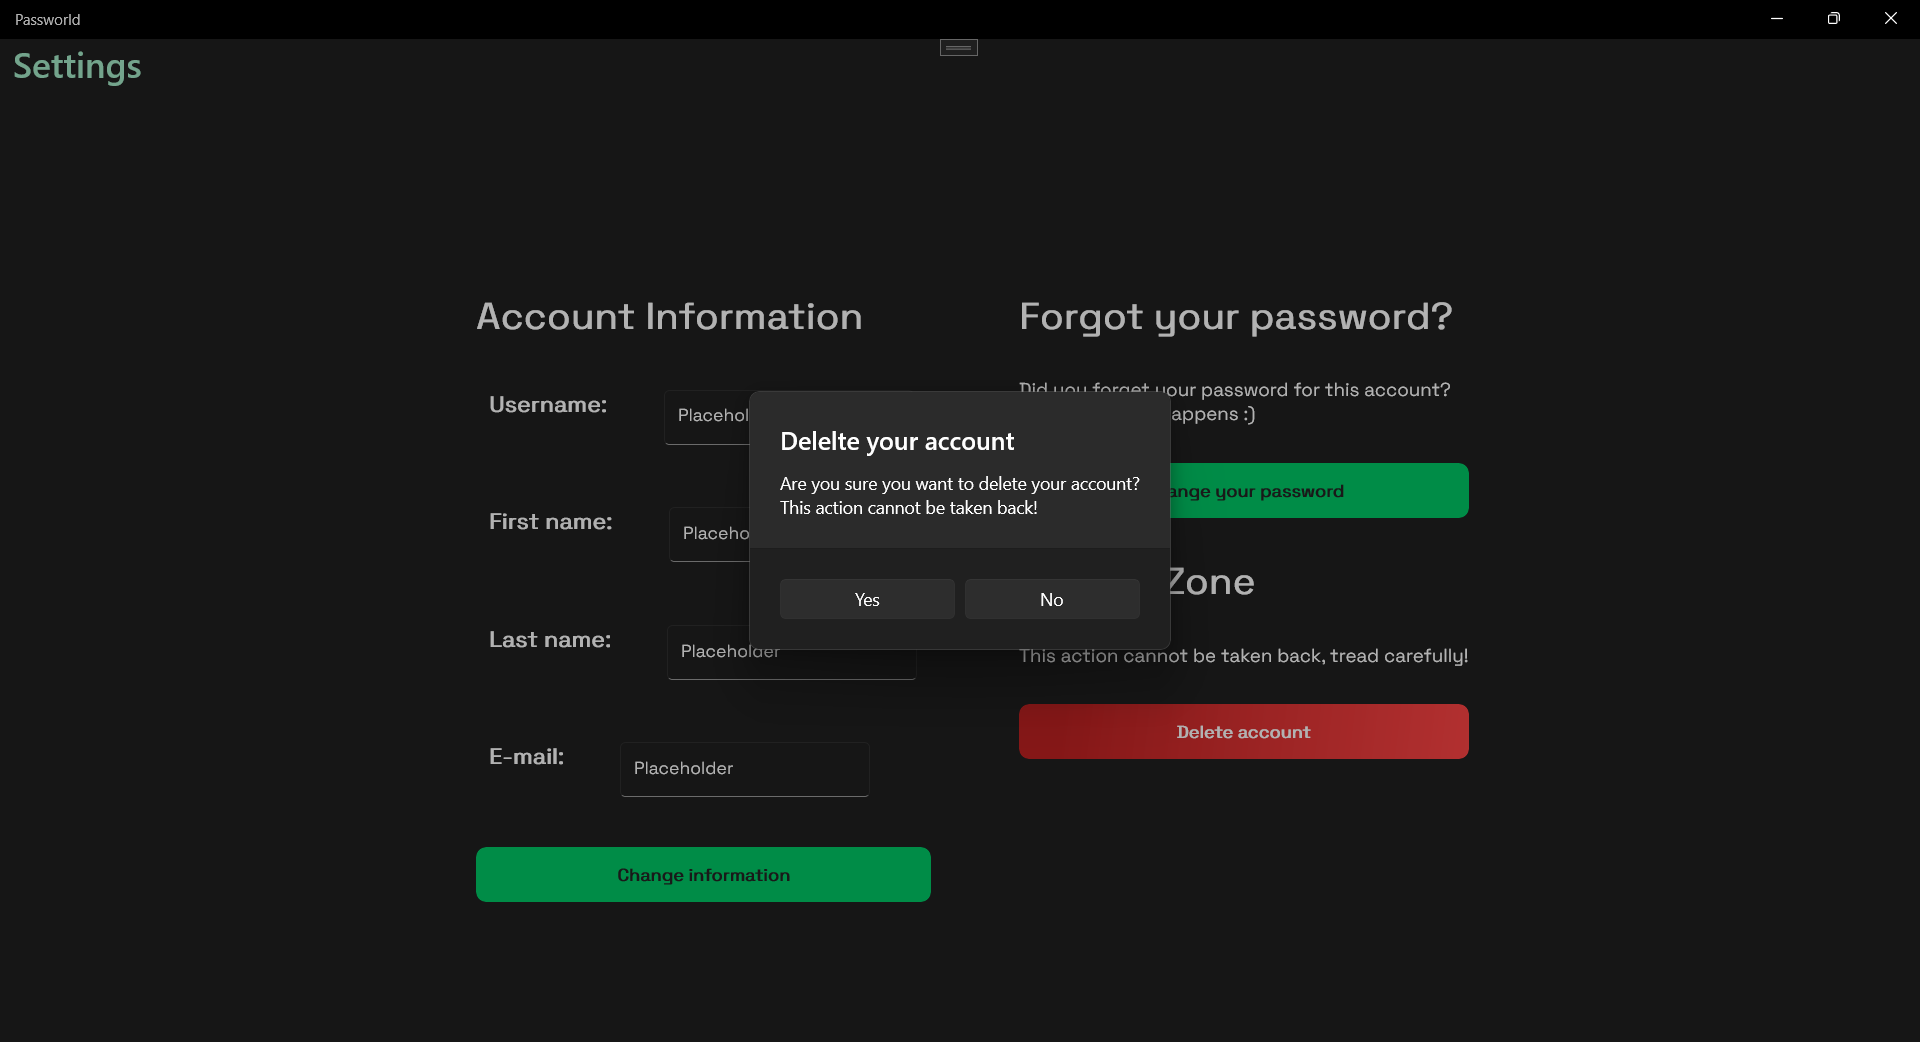 Passworld
Settings
Account Information
Username:
Placehol
First name:
Placeho
Last name:
Placeholder
E-mail:
Placeholder
Change information
Forgot your password?
Did you forget your password for this account?
appens :)
ange your password
Zone
This action cannot be taken back, tread carefully!
Delete account
Delelte your account
Are you sure you want to delete your account?
This action cannot be taken back!
Yes
No